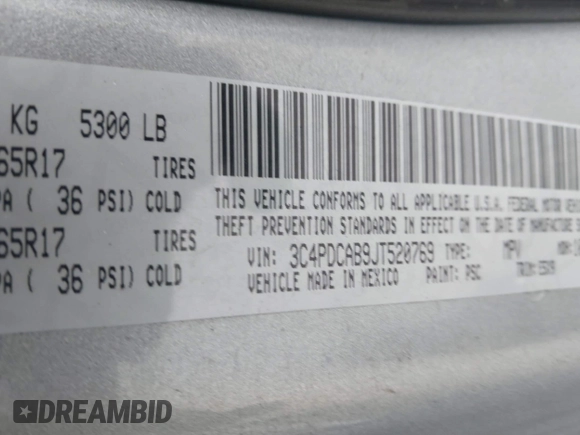 KG 5300 LB
65R17 TIRES
PA ( 36 PSI) COLD
65R17 TIRES
PA ( 36 PSI) COLD
THIS VEHICLE CONFORMS TO ALL APPLICABLE U.S.A. FEDERAL MOTOR VEH
THEFT PREVENTION STANDARDS IN EFFECT ON THE DATE OF MANUFACTURE
VIN: 3C4PDCAB9JT520769 TYPE: MPV
VEHICLE MADE IN MEXICO PAINT: PSC TRIM:
DREAMBID